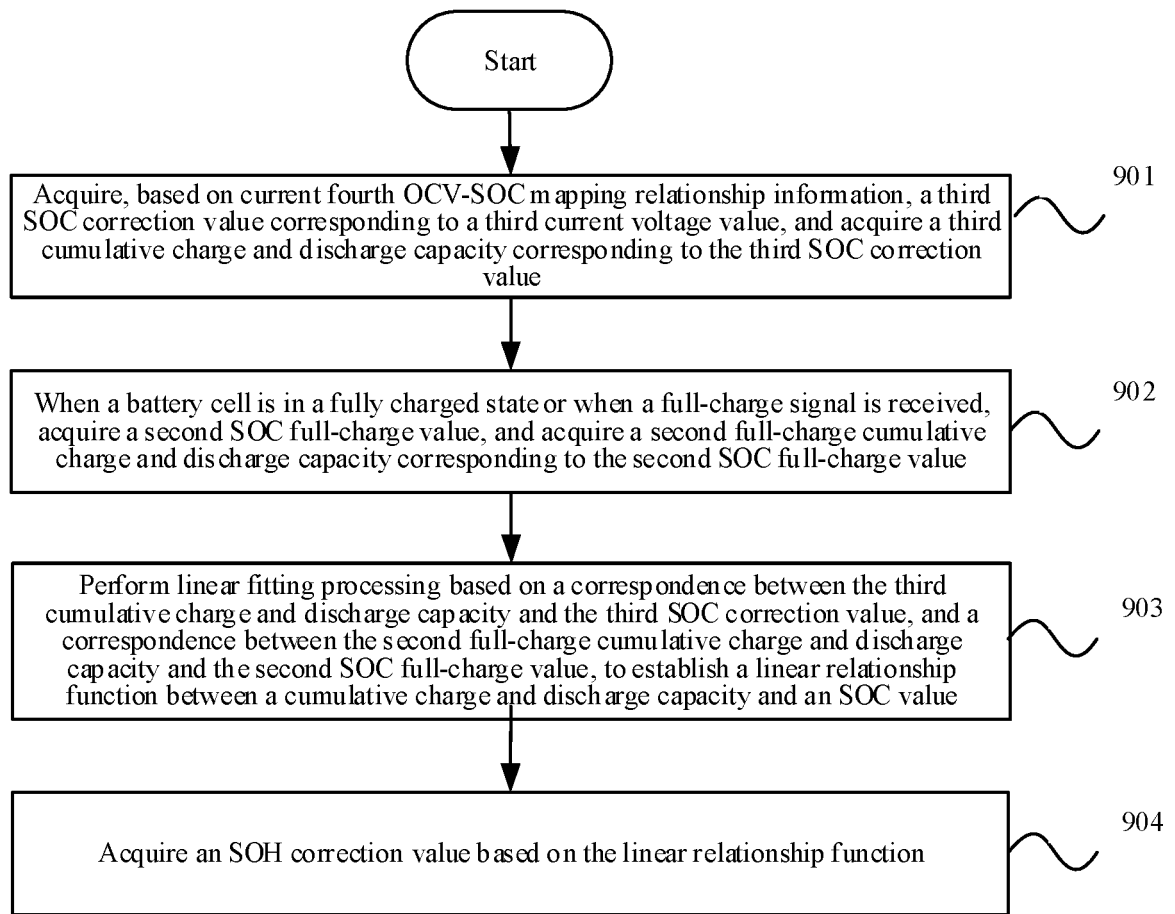 Start
901
Acquire, based on current fourth OCV-SOC mapping relationship information, a third
SOC correction value corresponding to a third current voltage value, and acquire a third
cumulative charge and discharge capacity corresponding to the third SOC correction
value
902
When a battery cell is in a fully charged state or when a full-charge signal is received,
acquire a second SOC full-charge value, and acquire a second full-charge cumulative
charge and discharge capacity corresponding to the second SOC full-charge value
903
Perform linear fitting processing based on a correspondence between the third
cumulative charge and discharge capacity and the third SOC correction value, and a
correspondence between the second full-charge cumulative charge and discharge
capacity and the second SOC full-charge value, to establish a linear relationship
function between a cumulative charge and discharge capacity and an SOC value
904
Acquire an SOH correction value based on the linear relationship function